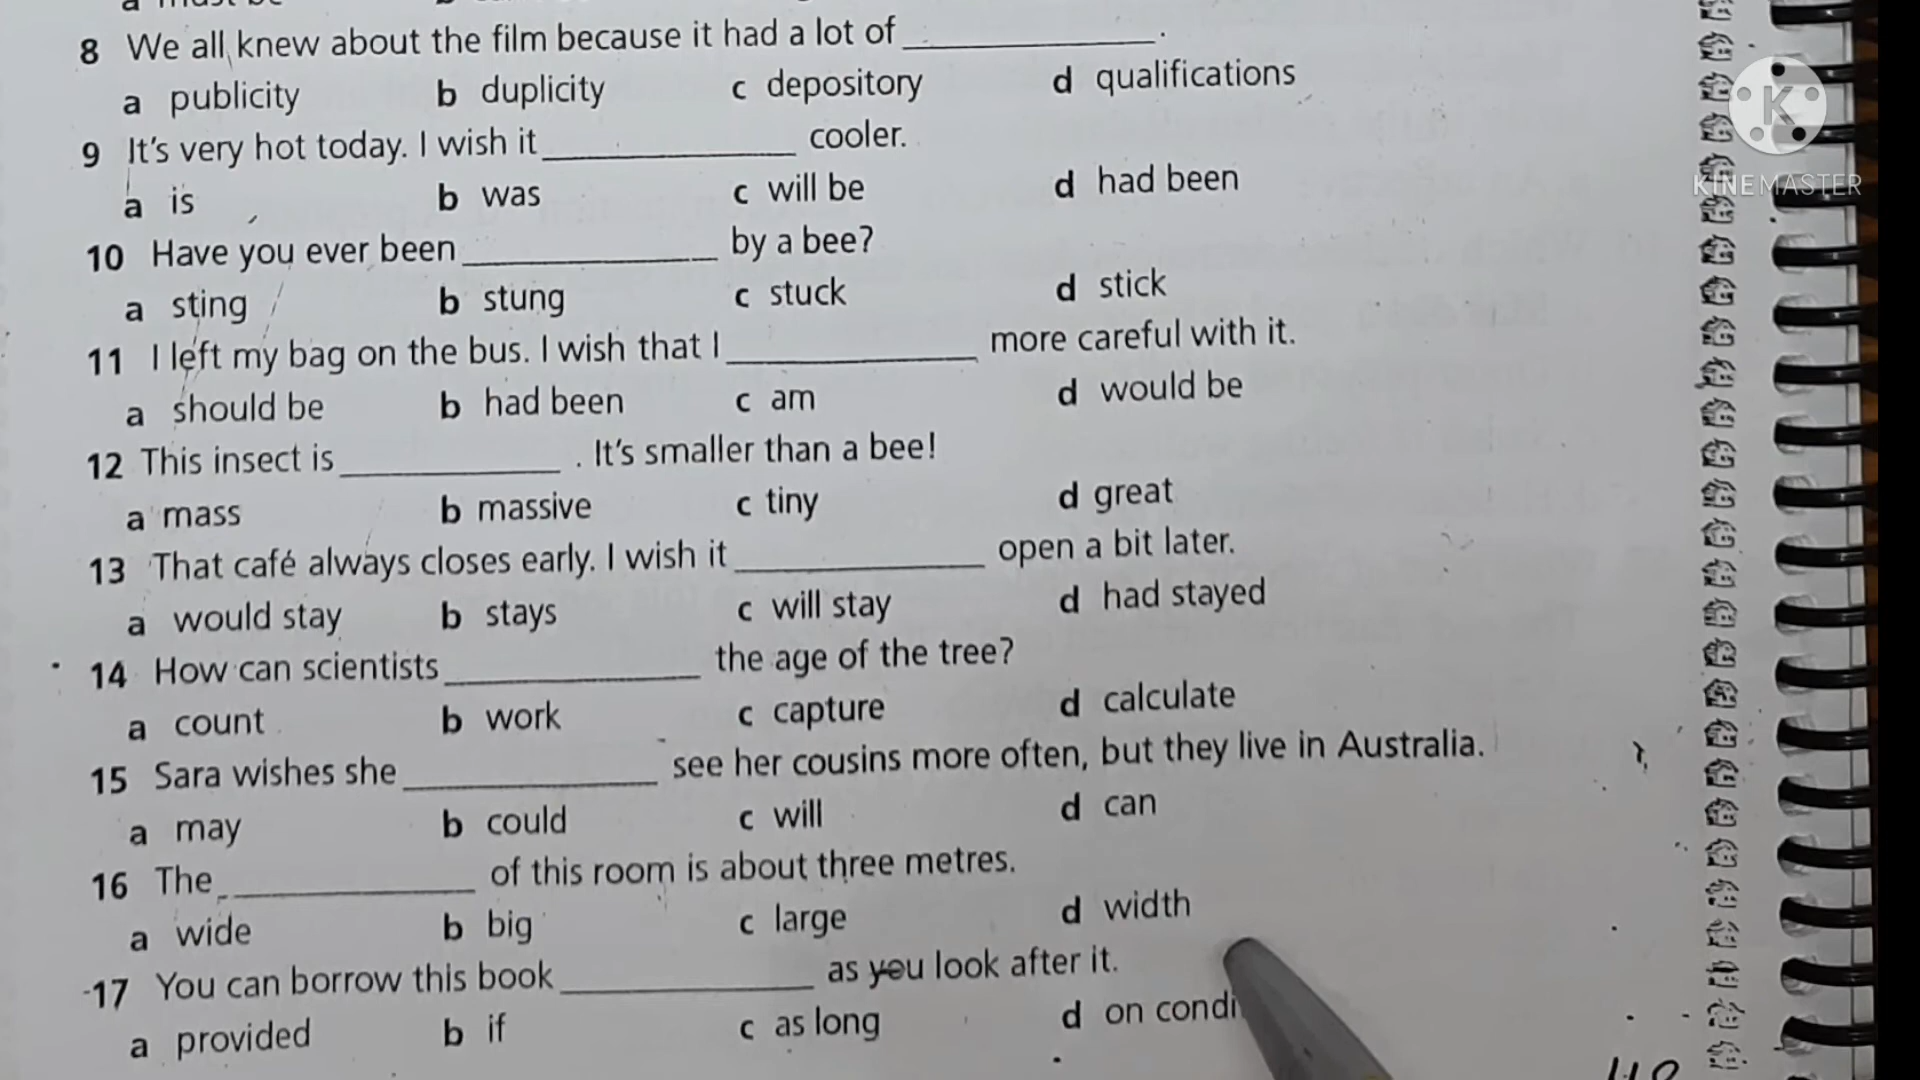 8 We all knew about the film because it had a lot of ____________.
a publicity b duplicity c depository d qualifications
9 It's very hot today. I wish it ____________ cooler.
a is b was c will be d had been
10 Have you ever been ____________ by a bee?
a sting b stung c stuck d stick
11 I left my bag on the bus. I wish that I ____________ more careful with it.
a should be b had been c am d would be
12 This insect is ____________ . It's smaller than a bee!
a mass b massive c tiny d great
13 That café always closes early. I wish it ____________ open a bit later.
a would stay b stays c will stay d had stayed
14 How can scientists ____________ the age of the tree?
a count b work c capture d calculate
15 Sara wishes she ____________ see her cousins more often, but they live in Australia.
a may b could c will d can
16 The ____________ of this room is about three metres.
a wide b big c large d width
17 You can borrow this book ____________ as you look after it.
a provided b if c as long d on condi
K
KINEMASTER